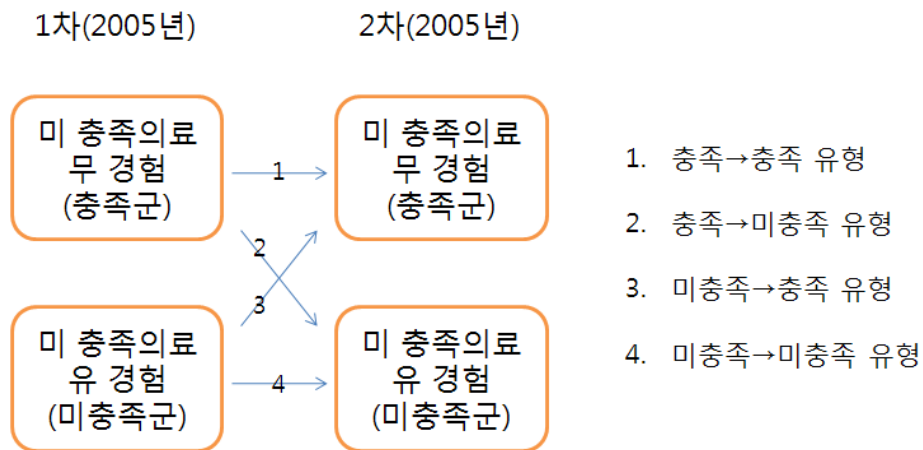 1차(2005년)
2차(2005년)
미 충족의료
무 경험
(충족군)
1
미 충족의료
무 경험
(충족군)
2
3
미 충족의료
유 경험
(미충족군)
4
미 충족의료
유 경험
(미충족군)
1. 충족→충족 유형
2. 충족→미충족 유형
3. 미충족→충족 유형
4. 미충족→미충족 유형